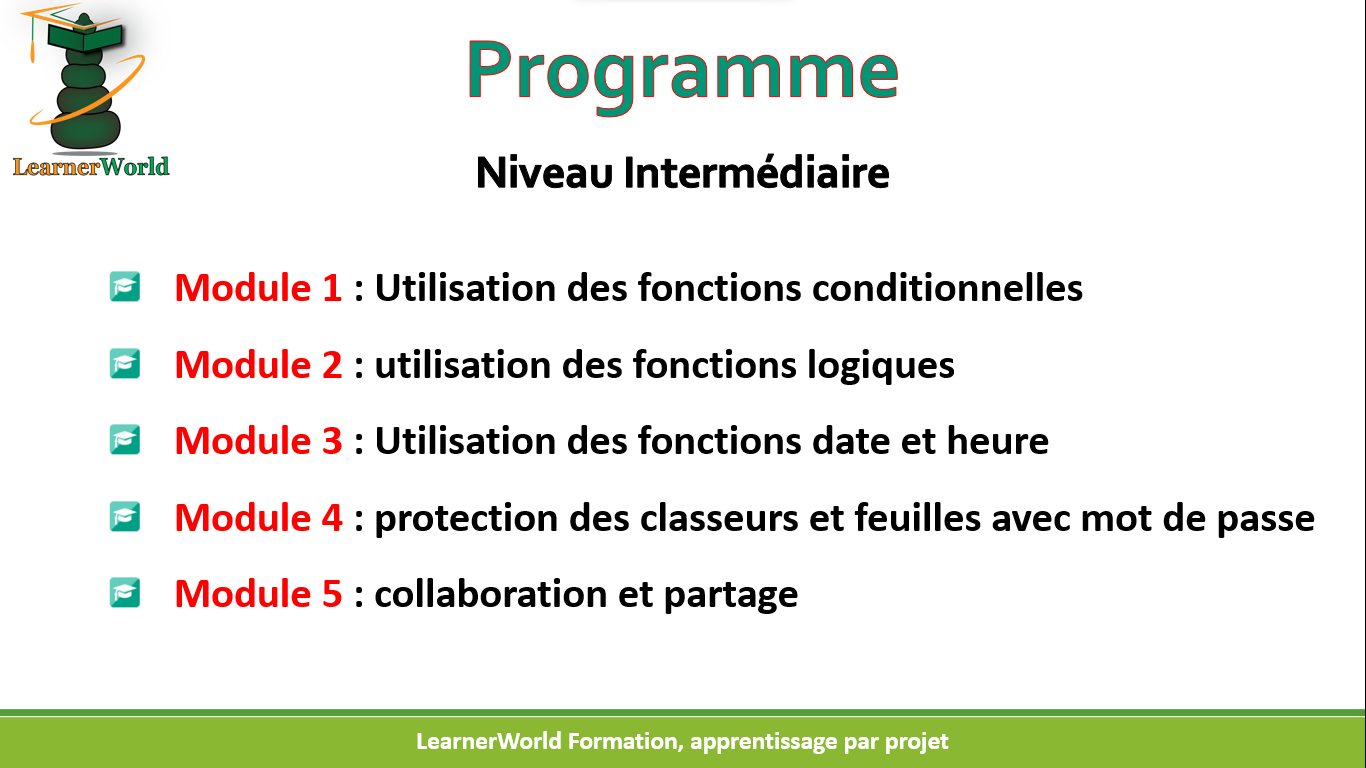 LearnerWorld
Programme
Niveau Intermédiaire
Module 1 : Utilisation des fonctions conditionnelles
Module 2 : utilisation des fonctions logiques
Module 3 : Utilisation des fonctions date et heure
Module 4 : protection des classeurs et feuilles avec mot de passe
Module 5 : collaboration et partage
LearnerWorld Formation, apprentissage par projet